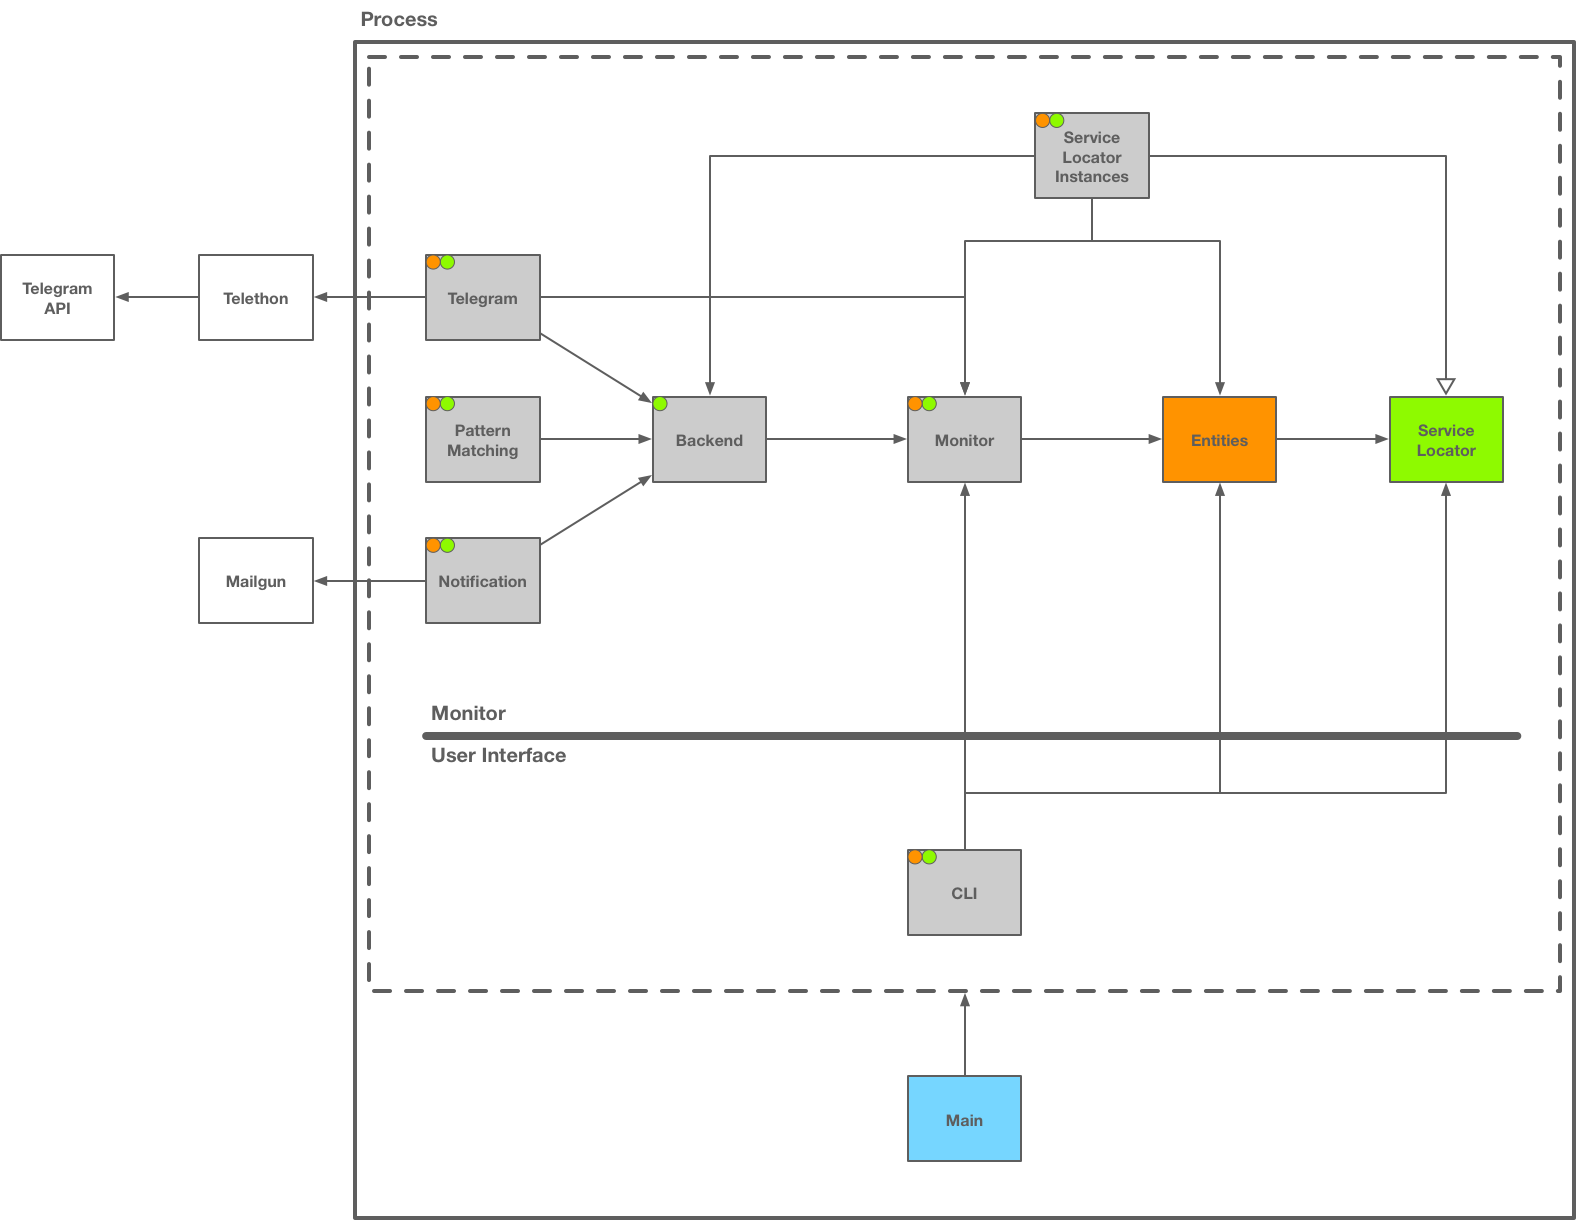 Process
Service
Locator
Instances
Telegram
API
Telethon
Telegram
Pattern
Matching
Backend
Monitor
Entities
Service
Locator
Mailgun
Notification
Monitor
User Interface
CLI
Main